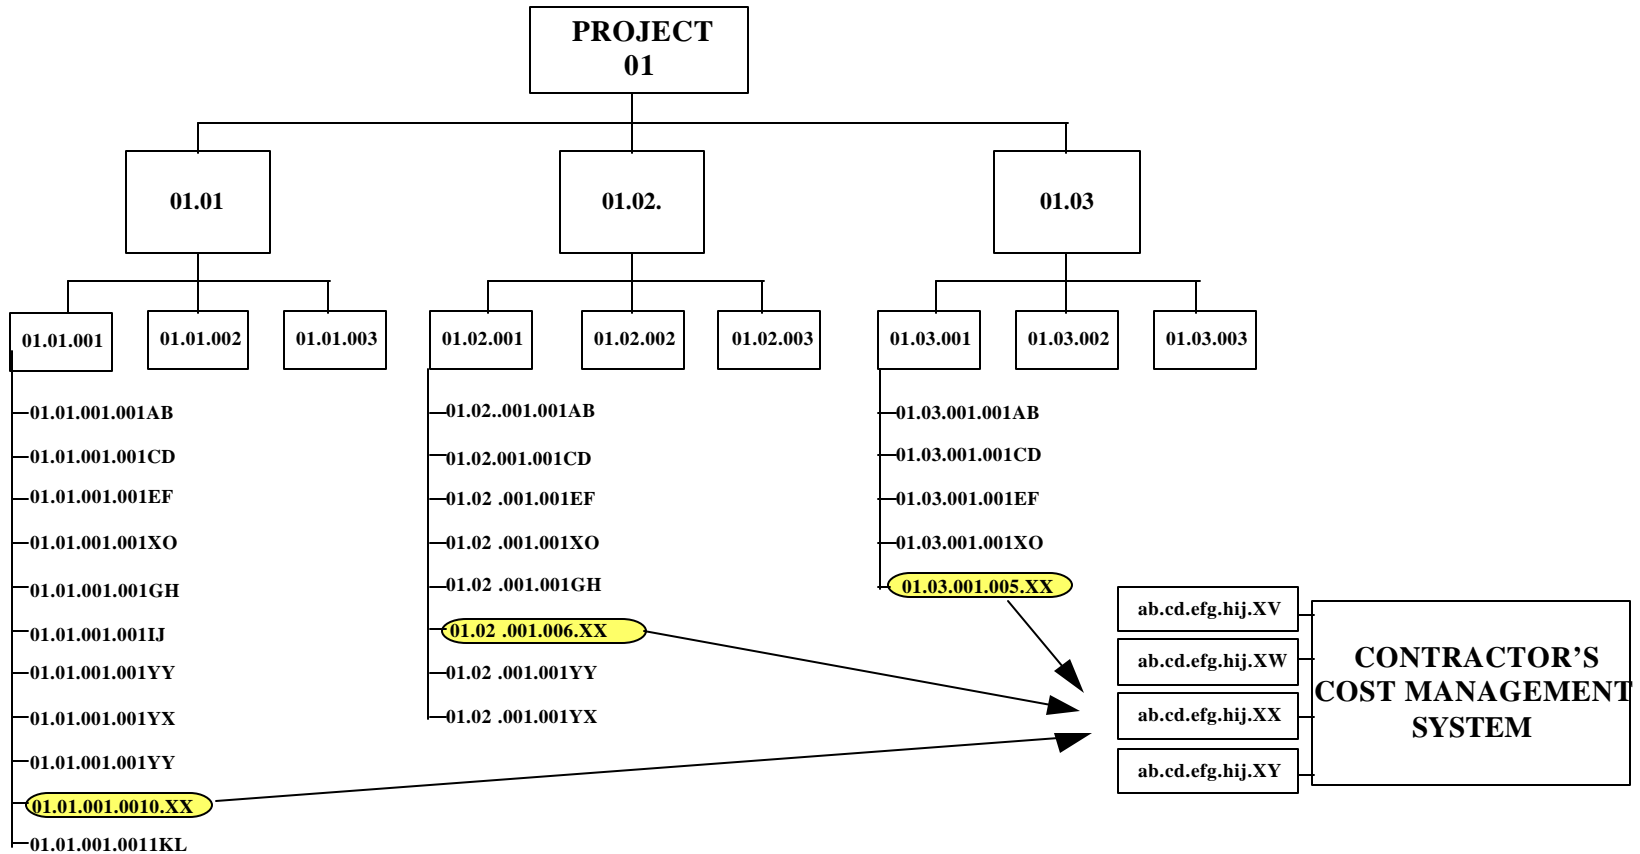 PROJECT
01
01.01
01.02.
01.03
01.01.001
01.01.002
01.01.003
01.02.001
01.02.002
01.02.003
01.03.001
01.03.002
01.03.003
01.01.001.001AB
01.01.001.001CD
01.01.001.001EF
01.01.001.001XO
01.01.001.001GH
01.01.001.001IJ
01.01.001.001YY
01.01.001.001YX
01.01.001.001YY
01.01.001.0010.XX
01.01.001.0011KL
01.02..001.001AB
01.02.001.001CD
01.02 .001.001EF
01.02 .001.001XO
01.02 .001.001GH
01.02 .001.006.XX
01.02 .001.001YY
01.02 .001.001YX
01.03.001.001AB
01.03.001.001CD
01.03.001.001EF
01.03.001.001XO
01.03.001.005.XX
ab.cd.efg.hij.XV
ab.cd.efg.hij.XW
ab.cd.efg.hij.XX
ab.cd.efg.hij.XY
CONTRACTOR’S
COST MANAGEMENT
SYSTEM